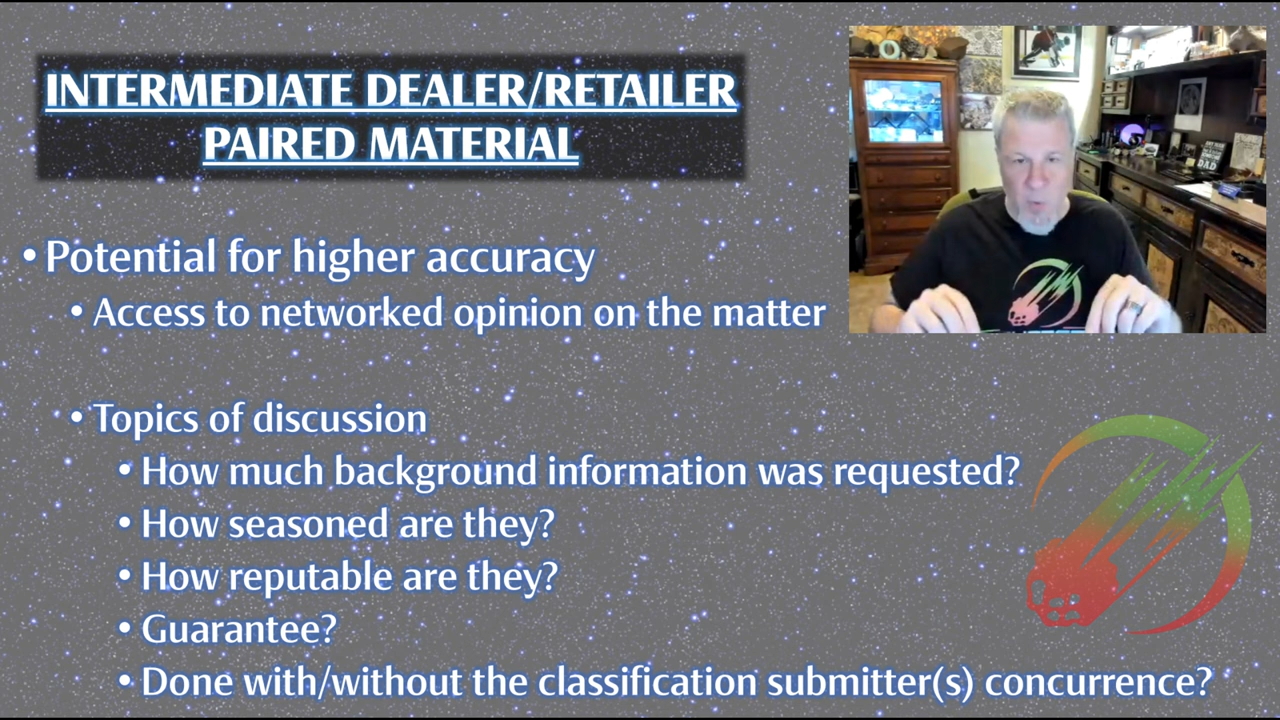 INTERMEDIATE DEALER/RETAILER
PAIRED MATERIAL
• Potential for higher accuracy
• Access to networked opinion on the matter
• Topics of discussion
• How much background information was requested?
• How seasoned are they?
• How reputable are they?
• Guarantee?
• Done with/without the classification submitter(s) concurrence?
DAD